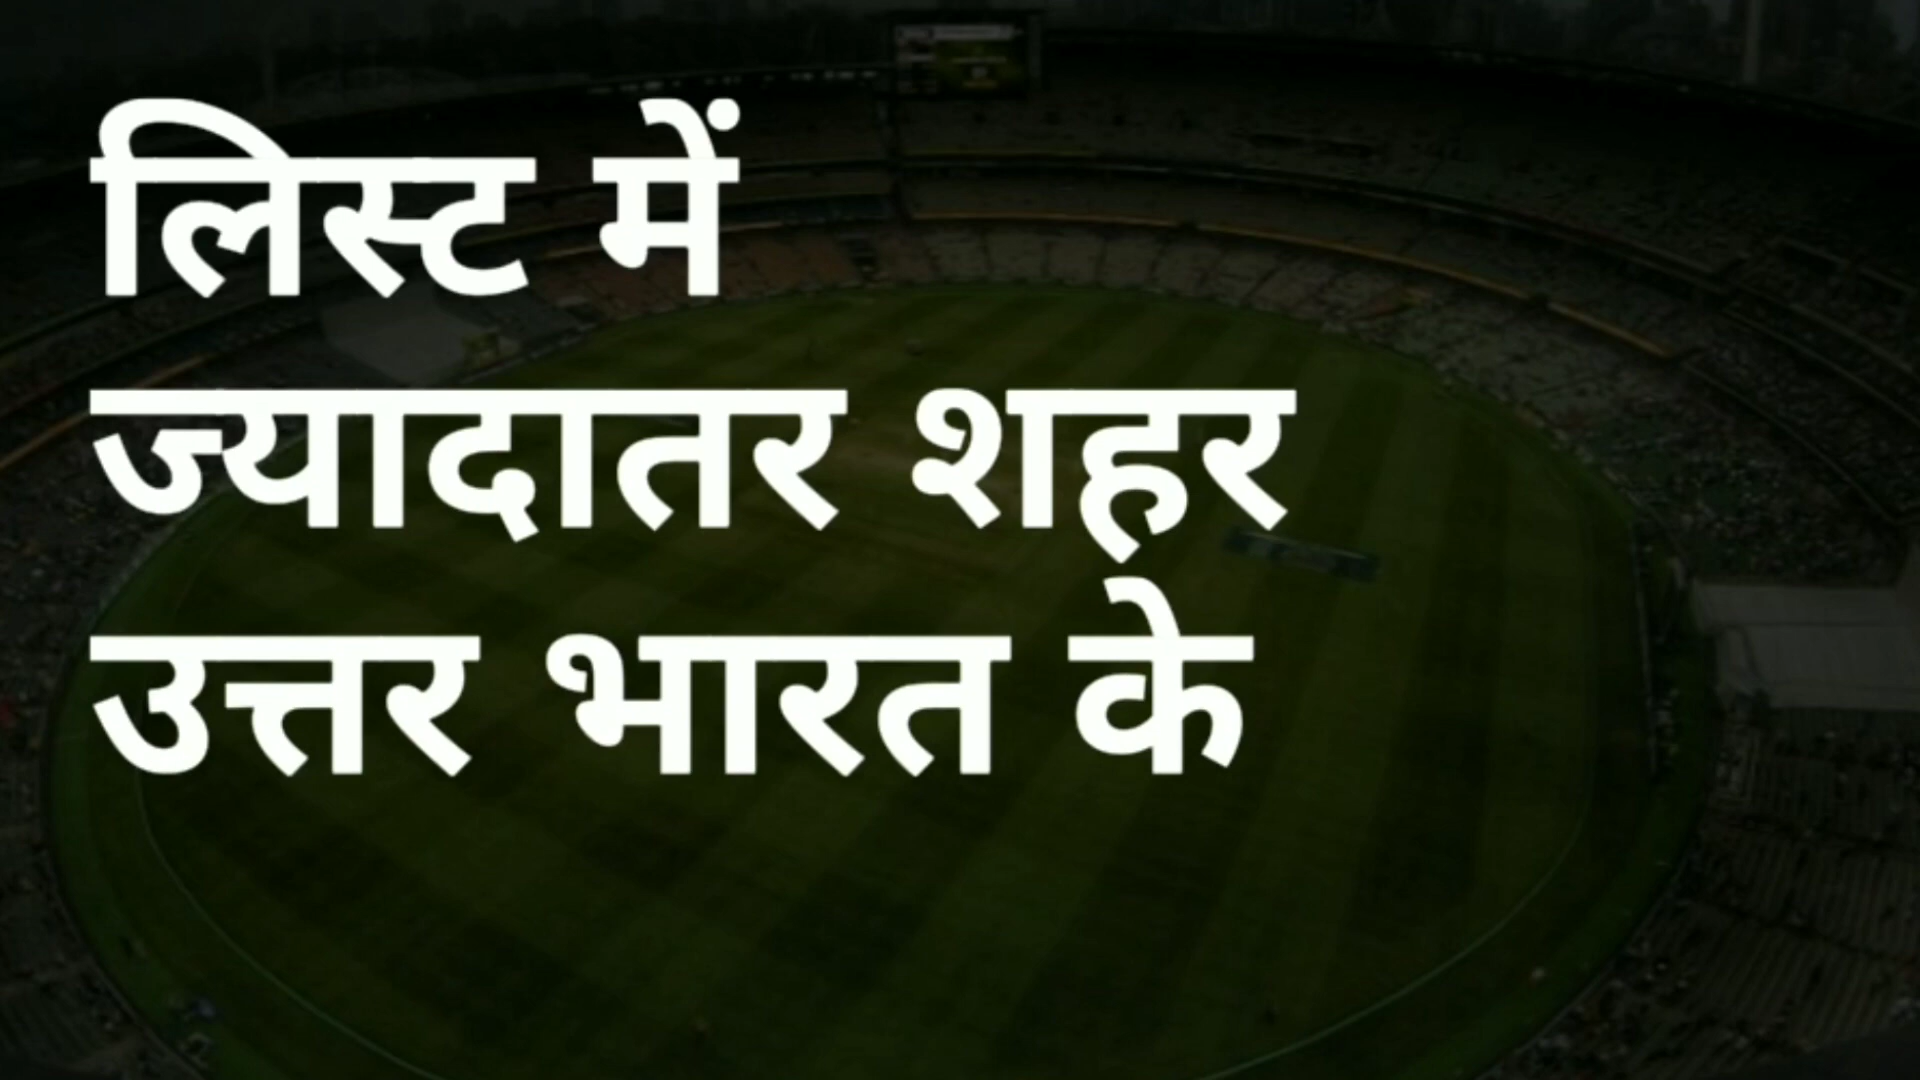 लिस्ट में
ज्यादातर शहर
उत्तर भारत के